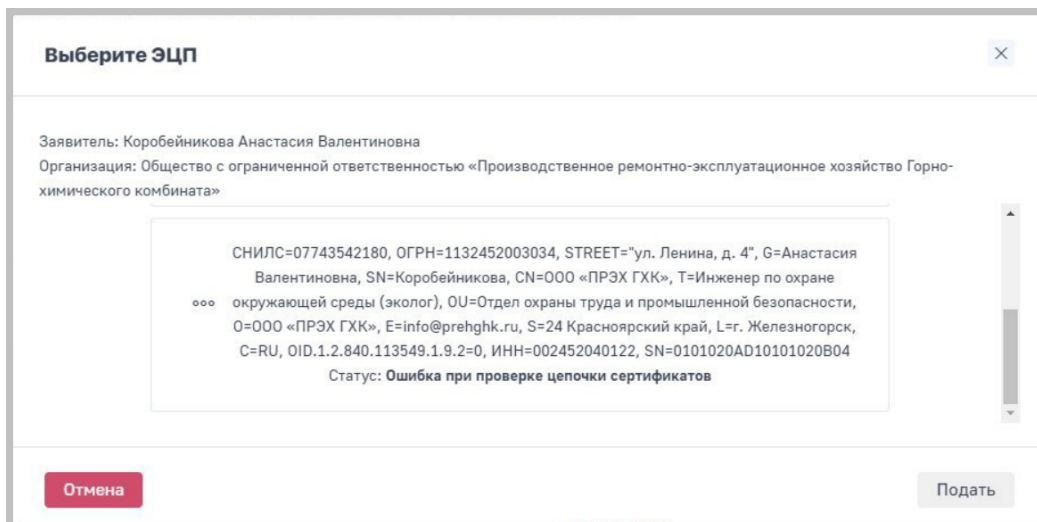 Выберите ЭЦП
Заявитель: Коробейникова Анастасия Валентиновна
Организация: Общество с ограниченной ответственностью «Производственное ремонтно-эксплуатационное хозяйство Горно-
химического комбината»
СНИЛС=07743542180, ОГРН=1132452003034, STREET="ул. Ленина, д. 4", G=Анастасия
Валентиновна, SN=Коробейникова, CN=ООО «ПРЭХ ГХК», T=Инженер по охране
окружающей среды (эколог), OU=Отдел охраны труда и промышленной безопасности,
O=ООО «ПРЭХ ГХК», E=info@prehghk.ru, S=24 Красноярский край, L=г. Железногорск,
C=RU, OID.1.2.840.113549.1.9.2=0, ИНН=002452040122, SN=0101020AD10101020B04
Статус: Ошибка при проверке цепочки сертификатов
Отмена
Подать